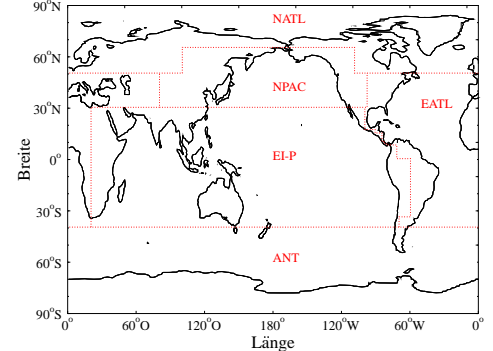 90°N
NATL
60°N
NPAC
30°N
EATL
Breite
0°
EI-P
30°S
ANT
60°S
90°S
0°
60°O
120°O
180°
120°W
60°W
0°
Länge